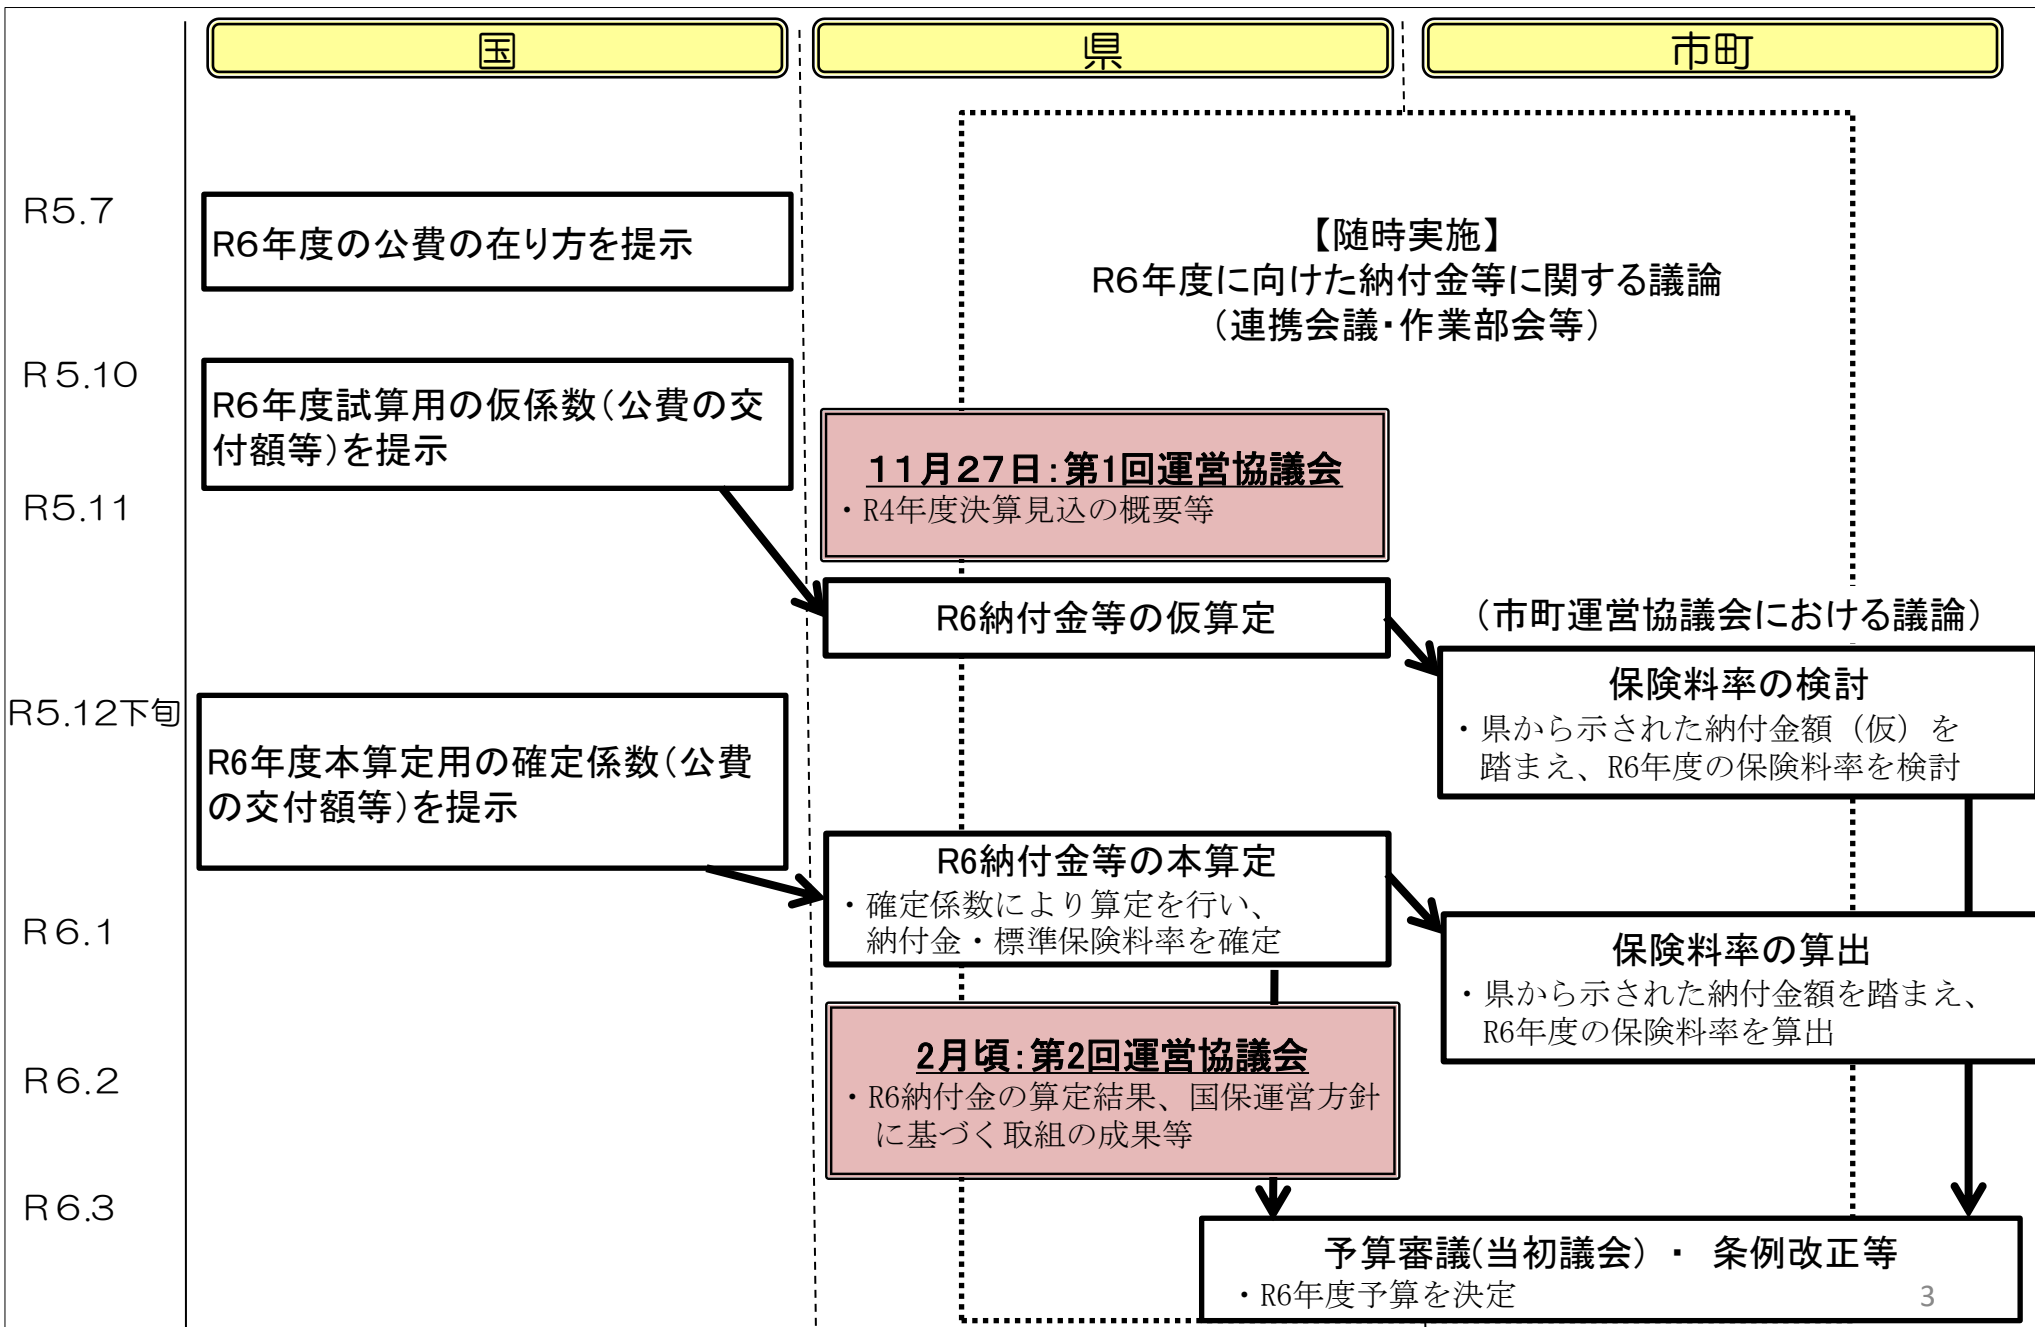 国
県
市町
R5.7
R6年度の公費の在り方を提示
【随時実施】
R6年度に向けた納付金等に関する議論
（連携会議・作業部会等）
R5.10
R6年度試算用の仮係数（公費の交
付額等）を提示
R5.11
11月27日：第1回運営協議会
・R4年度決算見込の概要等
R6納付金等の仮算定
（市町運営協議会における議論）
保険料率の検討
・県から示された納付金額（仮）を
踏まえ、R6年度の保険料率を検討
R5.12下旬
R6年度本算定用の確定係数（公費
の交付額等）を提示
R6納付金等の本算定
・確定係数により算定を行い、
納付金・標準保険料率を確定
R6.1
保険料率の算出
・県から示された納付金額を踏まえ、
R6年度の保険料率を算出
R6.2
2月頃：第2回運営協議会
・R6納付金の算定結果、国保運営方針
に基づく取組の成果等
R6.3
予算審議(当初議会）・ 条例改正等
・R6年度予算を決定
3